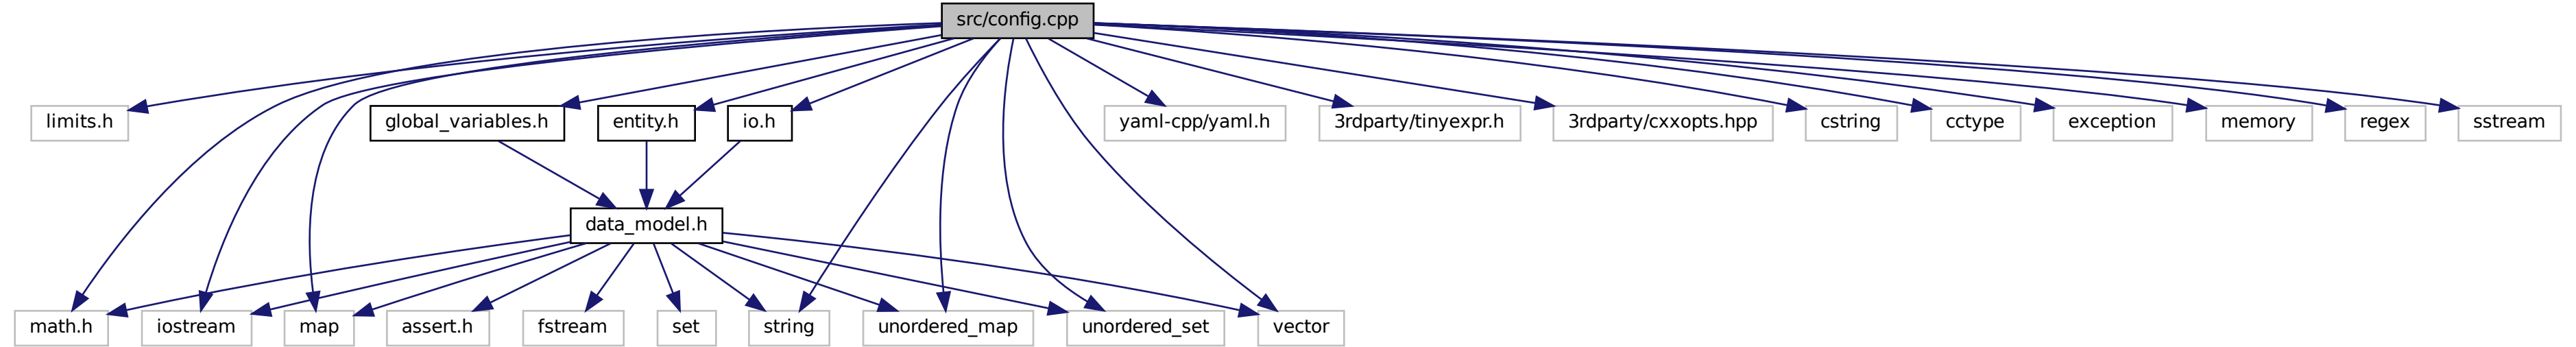 src/config.cpp
limits.h
global_variables.h
entity.h
io.h
yaml-cpp/yaml.h
3rdparty/tinyexpr.h
3rdparty/cxxopts.hpp
cstring
cctype
exception
memory
regex
sstream
data_model.h
math.h
iostream
map
assert.h
fstream
set
string
unordered_map
unordered_set
vector